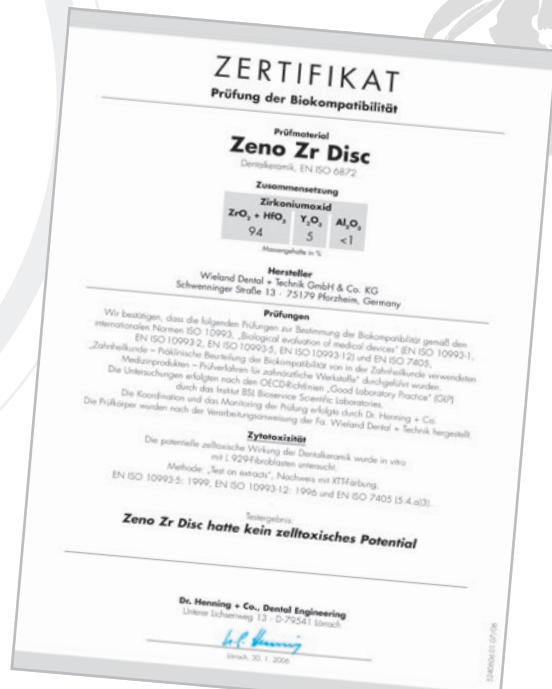 ZERTIFIKAT
Prüfung der Biokompatibilität
Prüfmaterial
Zeno Zr Disc
Dentalkeramik, EN ISO 6872
Zusammensetzung
Zirkoniumoxid
ZrO₂ + HfO₂ Y₂O₃ Al₂O₃
94 5 <1
Massengehalte in %
Hersteller
Wieland Dental + Technik GmbH & Co. KG
Schwenninger Straße 13 · 75179 Pforzheim, Germany
Prüfungen
Wir bestätigen, dass die folgenden Prüfungen zur Bestimmung der Biokompatibilität gemäß den
internationalen Normen ISO 10993, „Biological evaluation of medical devices" (EN ISO 10993-1,
EN ISO 10993-2, EN ISO 10993-5, EN ISO 10993-12) und EN ISO 7405,
„Zahnheilkunde – Präklinische Beurteilung der Biokompatibilität von in der Zahnheilkunde verwendeten
Medizinprodukten – Prüfverfahren für zahnärztliche Werkstoffe" durchgeführt wurden.
Die Untersuchungen erfolgten nach den OECD-Richtlinien „Good Laboratory Practice" (GLP)
durch das Institut BSL Bioservice Scientific Laboratories.
Die Koordination und das Monitoring der Prüfung erfolgte durch Dr. Henning + Co.
Die Prüfkörper wurden nach der Verarbeitungsanweisung der Fa. Wieland Dental + Technik hergestellt.
Zytotoxizität
Die potentielle zelltoxische Wirkung der Dentalkeramik wurde in vitro
mit L 929-Fibroblasten untersucht.
Methode: „Test on extracts", Nachweis mit XTT-Färbung.
EN ISO 10993-5: 1999, EN ISO 10993-12: 1996 und EN ISO 7405 (5.4.a)3).
Testergebnis:
Zeno Zr Disc hatte kein zelltoxisches Potential
Dr. Henning + Co., Dental Engineering
Unterer Lichsenweg 13 · D-79541 Lörrach
Lörrach, 30. 1. 2006